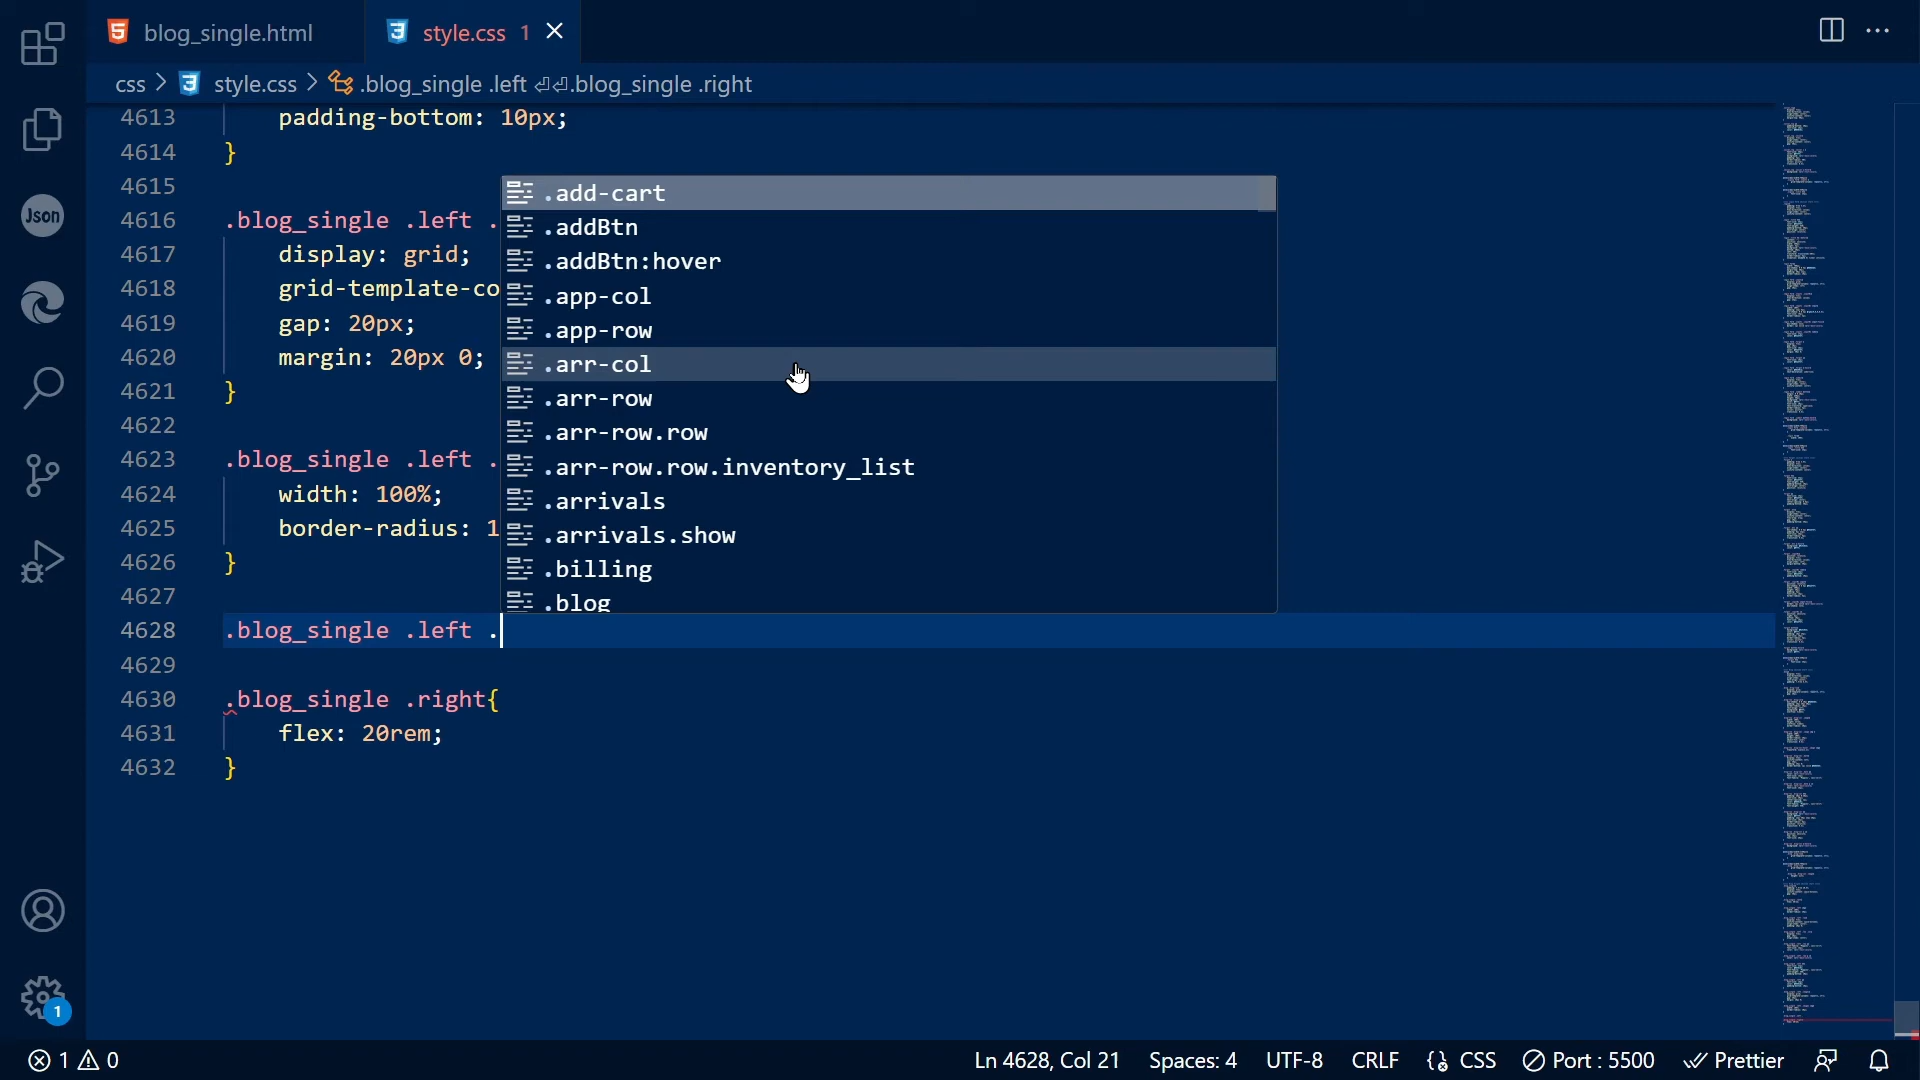 blog_single.html
style.css 1
css > style.css > .blog_single .left ⏎⏎.blog_single .right
4613 padding-bottom: 10px;
4614 }
4615
4616 .blog_single .left .
4617 display: grid;
4618 grid-template-co
4619 gap: 20px;
4620 margin: 20px 0;
4621 }
4622
4623 .blog_single .left .
4624 width: 100%;
4625 border-radius: 1
4626 }
4627
4628 .blog_single .left .
4629
4630 .blog_single .right{
4631 flex: 20rem;
4632 }
.add-cart
.addBtn
.addBtn:hover
.app-col
.app-row
.arr-col
.arr-row
.arr-row.row
.arr-row.row.inventory_list
.arrivals
.arrivals.show
.billing
.blog
Json
1
1 0
Ln 4628, Col 21 Spaces: 4 UTF-8 CRLF {} CSS Port : 5500 Prettier